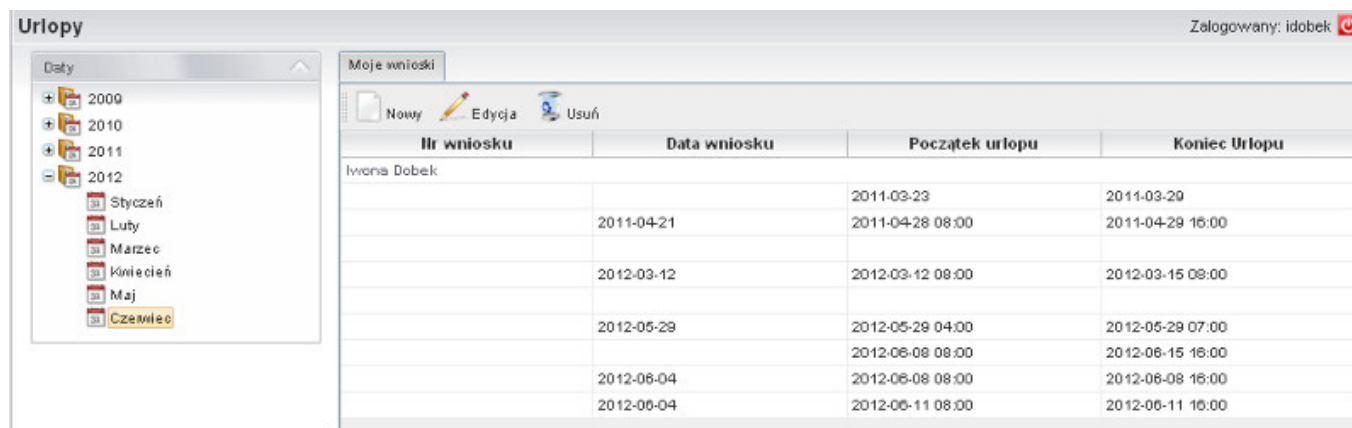 Urlopy
Zalogowany: idobek
Daty
2009
2010
2011
2012
Styczeń
Luty
Marzec
Kwiecień
Maj
Czerwiec
Moje wnioski
Nowy Edycja Usuń
Nr wniosku Data wniosku Początek urlopu Koniec Urlopu
Iwona Dobek
2011-03-23 2011-03-29
2011-04-21 2011-04-28 08:00 2011-04-29 16:00
2012-03-12 2012-03-12 08:00 2012-03-15 08:00
2012-05-29 2012-05-29 04:00 2012-05-29 07:00
2012-06-08 08:00 2012-06-15 16:00
2012-06-04 2012-06-08 08:00 2012-06-08 16:00
2012-06-04 2012-06-11 08:00 2012-06-11 16:00